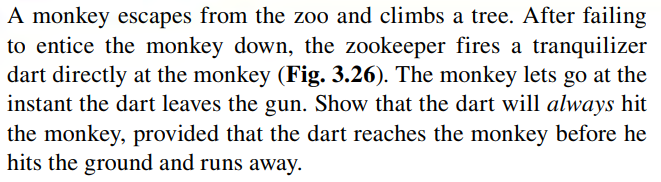 A monkey escapes from the zoo and climbs a tree. After failing
to entice the monkey down, the zookeeper fires a tranquilizer
dart directly at the monkey (Fig. 3.26). The monkey lets go at the
instant the dart leaves the gun. Show that the dart will always hit
the monkey, provided that the dart reaches the monkey before he
hits the ground and runs away.